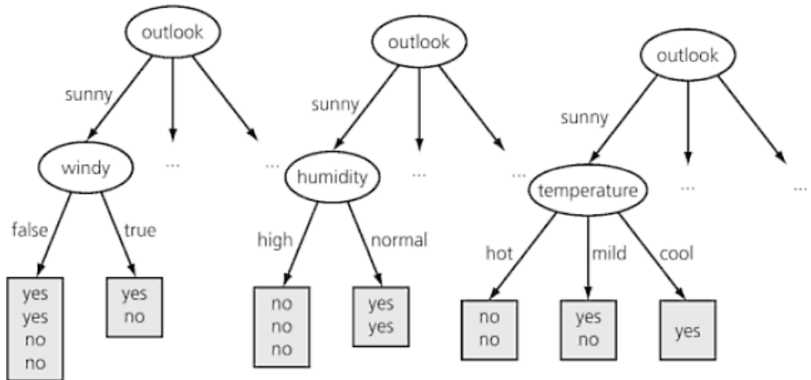 outlook
sunny
windy
...
...
false
true
yes
yes
no
no
yes
no
outlook
sunny
humidity
...
...
high
normal
no
no
no
yes
yes
outlook
sunny
temperature
...
...
hot
mild
cool
no
no
yes
no
yes